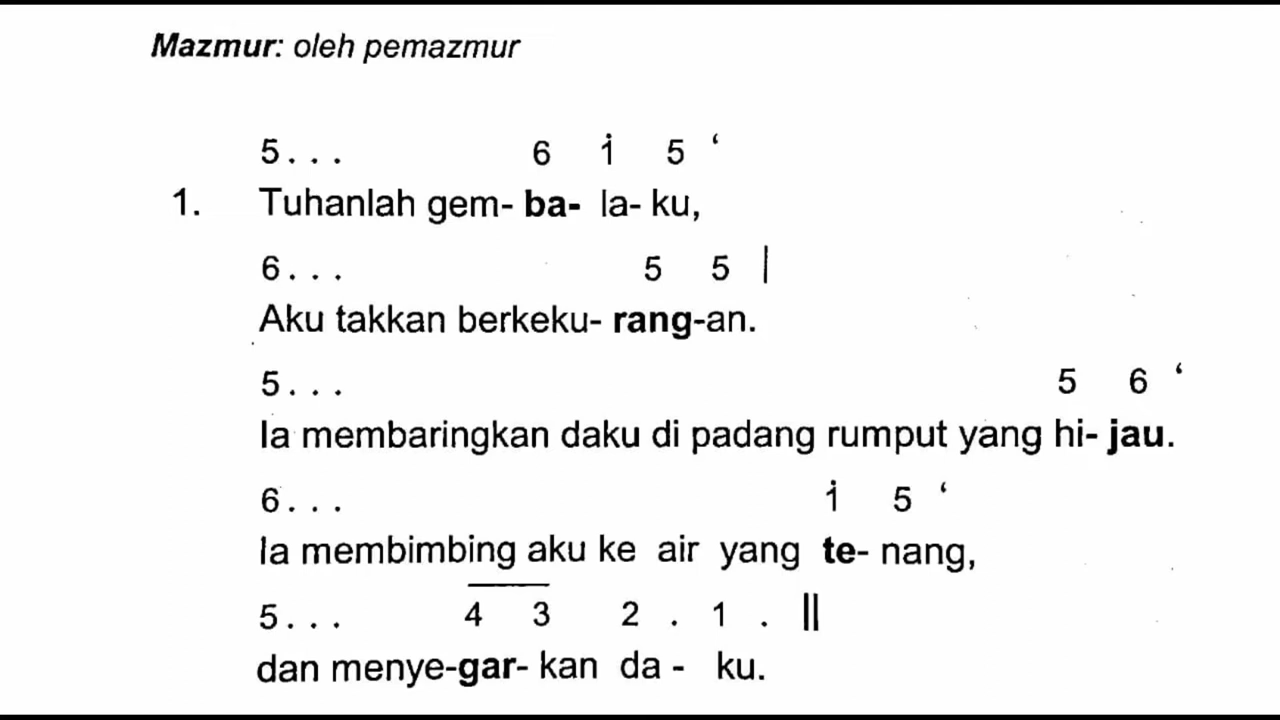 Mazmur: oleh pemazmur
5 . . . 6 i 5 ‘
1. Tuhanlah gem- ba- la- ku,
6 . . . 5 5 |
Aku takkan berkeku- rang-an.
5 . . . 5 6 ‘
Ia membaringkan daku di padang rumput yang hi- jau.
6 . . . i 5 ‘
Ia membimbing aku ke air yang te- nang,
5 . . . 4 3 2 . 1 . ||
dan menye-gar- kan da - ku.